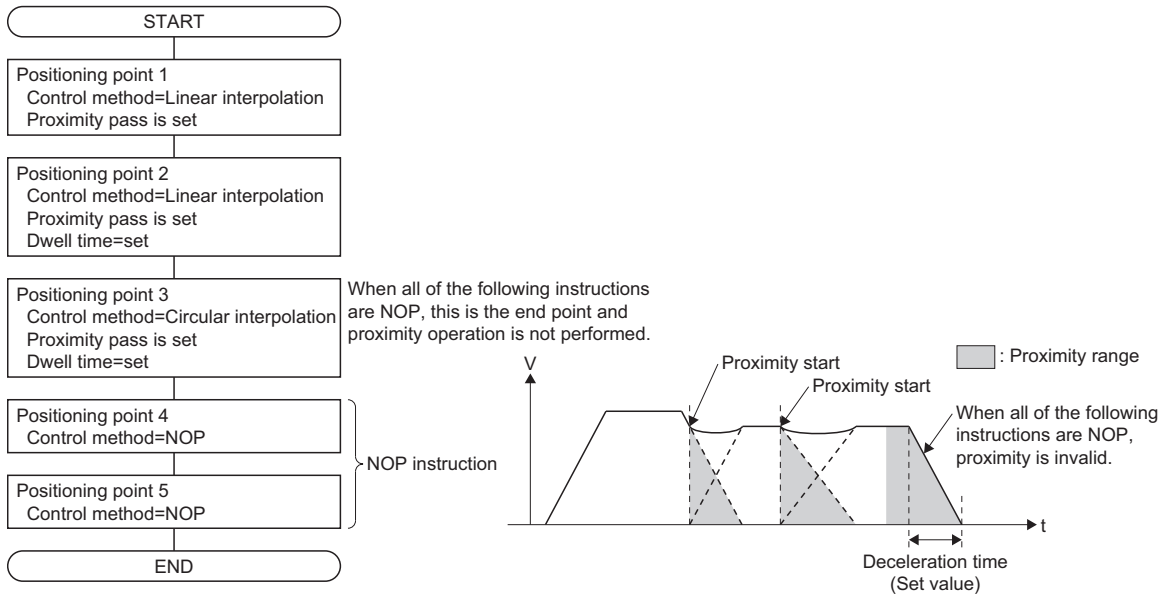 START
Positioning point 1
Control method=Linear interpolation
Proximity pass is set
Positioning point 2
Control method=Linear interpolation
Proximity pass is set
Dwell time=set
Positioning point 3
Control method=Circular interpolation
Proximity pass is set
Dwell time=set
When all of the following instructions
are NOP, this is the end point and
proximity operation is not performed.
Positioning point 4
Control method=NOP
Positioning point 5
Control method=NOP
NOP instruction
END
V
Proximity start
Proximity start
: Proximity range
When all of the following
instructions are NOP,
proximity is invalid.
t
Deceleration time
(Set value)